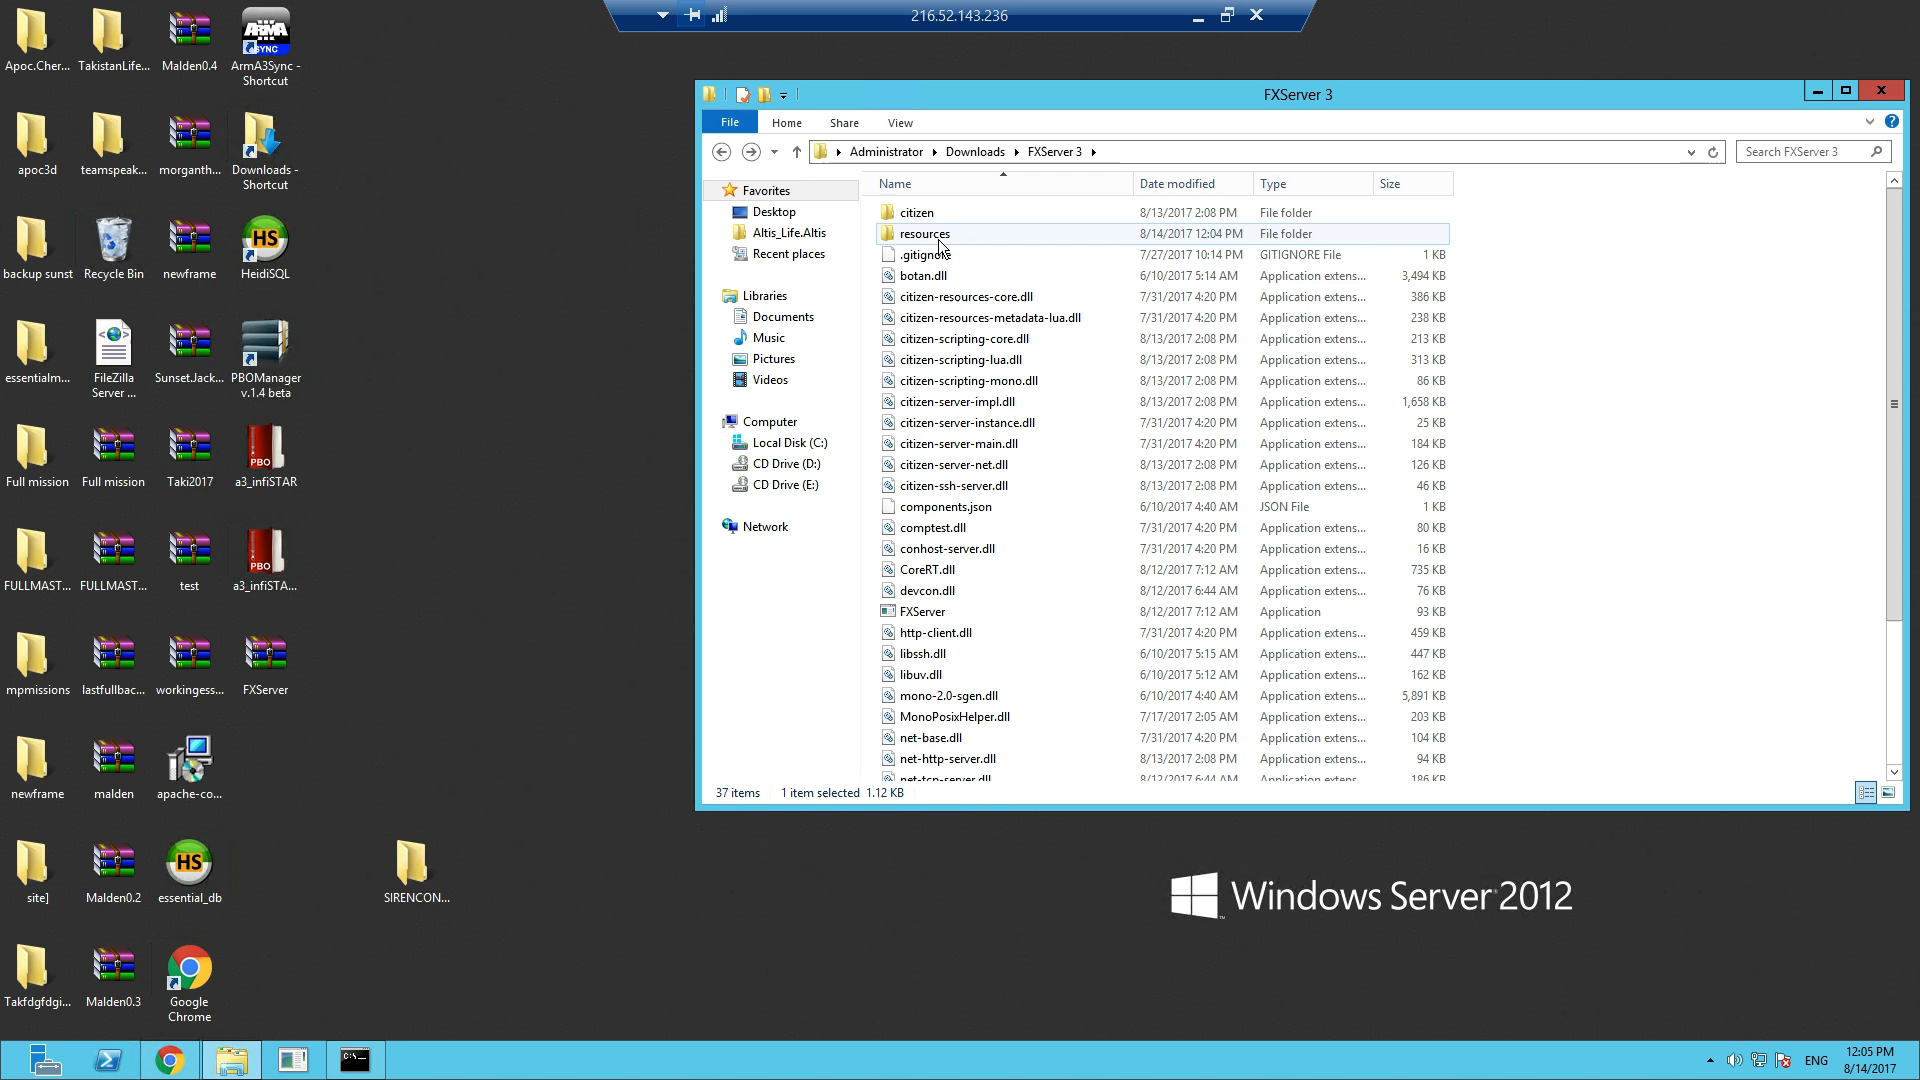 216.52.143.236
Apoc.Cher...
TakistanLife...
Malden0.4
ArmA3Sync -
Shortcut
ARMA
SYNC
apoc3d
teamspeak...
morganth...
Downloads -
Shortcut
backup sunst
Recycle Bin
newframe
HeidiSQL
HS
essentialm...
FileZilla
Server ...
Sunset.Jack...
PBOManager
v.1.4 beta
Full mission
Full mission
Taki2017
a3_infiSTAR
PBO
FULLMAST...
FULLMAST...
test
a3_infiSTA...
PBO
mpmissions
lastfullbac...
workingess...
FXServer
newframe
malden
apache-co...
site]
Malden0.2
essential_db
HS
SIRENCON...
Takfdgfdgi...
Malden0.3
Google
Chrome
FXServer 3
File
Home
Share
View
Administrator
Downloads
FXServer 3
Search FXServer 3
Favorites
Desktop
Altis_Life.Altis
Recent places
Libraries
Documents
Music
Pictures
Videos
Computer
Local Disk (C:)
CD Drive (D:)
CD Drive (E:)
Network
Name Date modified Type Size
citizen 8/13/2017 2:08 PM File folder
resources 8/14/2017 12:04 PM File folder
.gitignore 7/27/2017 10:14 PM GITIGNORE File 1 KB
botan.dll 6/10/2017 5:14 AM Application extens... 3,494 KB
citizen-resources-core.dll 7/31/2017 4:20 PM Application extens... 386 KB
citizen-resources-metadata-lua.dll 7/31/2017 4:20 PM Application extens... 238 KB
citizen-scripting-core.dll 8/13/2017 2:08 PM Application extens... 213 KB
citizen-scripting-lua.dll 8/13/2017 2:08 PM Application extens... 313 KB
citizen-scripting-mono.dll 8/13/2017 2:08 PM Application extens... 86 KB
citizen-server-impl.dll 8/13/2017 2:08 PM Application extens... 1,658 KB
citizen-server-instance.dll 7/31/2017 4:20 PM Application extens... 25 KB
citizen-server-main.dll 7/31/2017 4:20 PM Application extens... 184 KB
citizen-server-net.dll 8/13/2017 2:08 PM Application extens... 126 KB
citizen-ssh-server.dll 8/13/2017 2:08 PM Application extens... 46 KB
components.json 6/10/2017 4:40 AM JSON File 1 KB
comptest.dll 7/31/2017 4:20 PM Application extens... 80 KB
conhost-server.dll 7/31/2017 4:20 PM Application extens... 16 KB
CoreRT.dll 8/12/2017 7:12 AM Application extens... 735 KB
devcon.dll 8/12/2017 6:44 AM Application extens... 76 KB
FXServer 8/12/2017 7:12 AM Application 93 KB
http-client.dll 7/31/2017 4:20 PM Application extens... 459 KB
libssh.dll 6/10/2017 5:15 AM Application extens... 447 KB
libuv.dll 6/10/2017 5:12 AM Application extens... 162 KB
mono-2.0-sgen.dll 6/10/2017 4:40 AM Application extens... 5,891 KB
MonoPosixHelper.dll 7/17/2017 2:05 AM Application extens... 203 KB
net-base.dll 7/31/2017 4:20 PM Application extens... 104 KB
net-http-server.dll 8/13/2017 2:08 PM Application extens... 94 KB
net-tcp-server.dll 8/12/2017 6:44 AM Application extens... 186 KB
37 items 1 item selected 1.12 KB
Windows Server 2012
C:\_
ENG
12:05 PM
8/14/2017